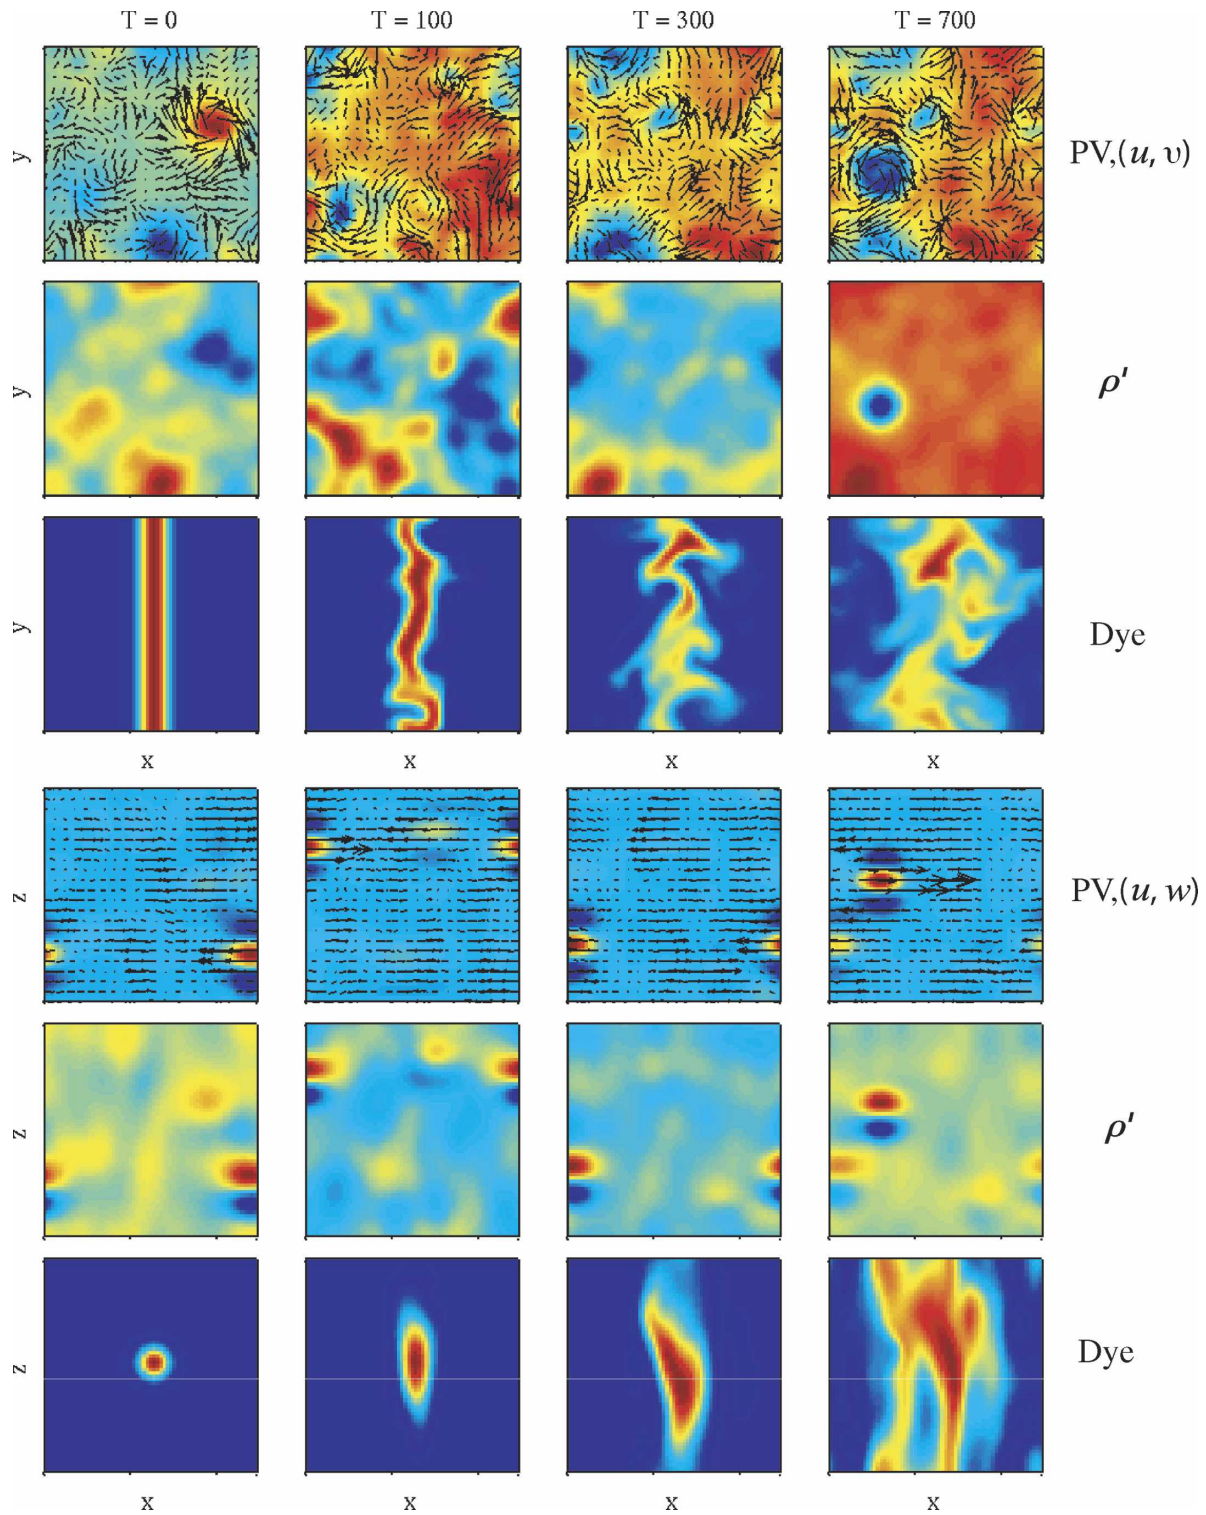 T = 0 T = 100 T = 300 T = 700
y PV,(u, υ)
y ρ'
y Dye
x x x x
z PV,(u, w)
z ρ'
z Dye
x x x x